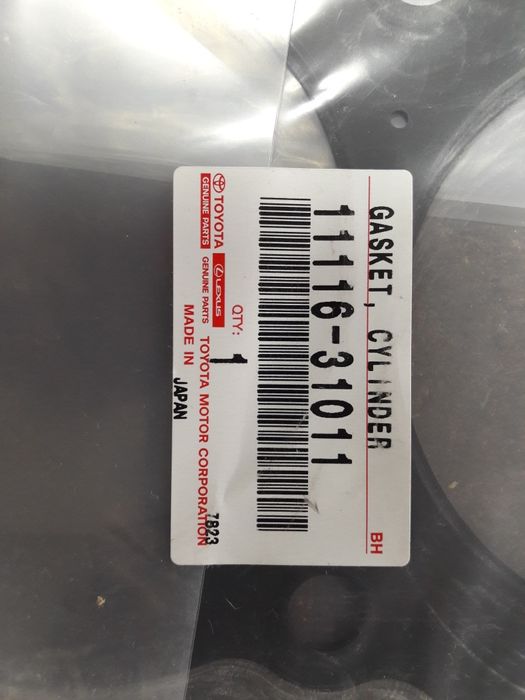 GASKET, CYLINDER
BH
11116-31011
QTY:
1
TOYOTA
GENUINE PARTS
LEXUS
GENUINE PARTS
TOYOTA MOTOR CORPORATION
7823
MADE IN
JAPAN